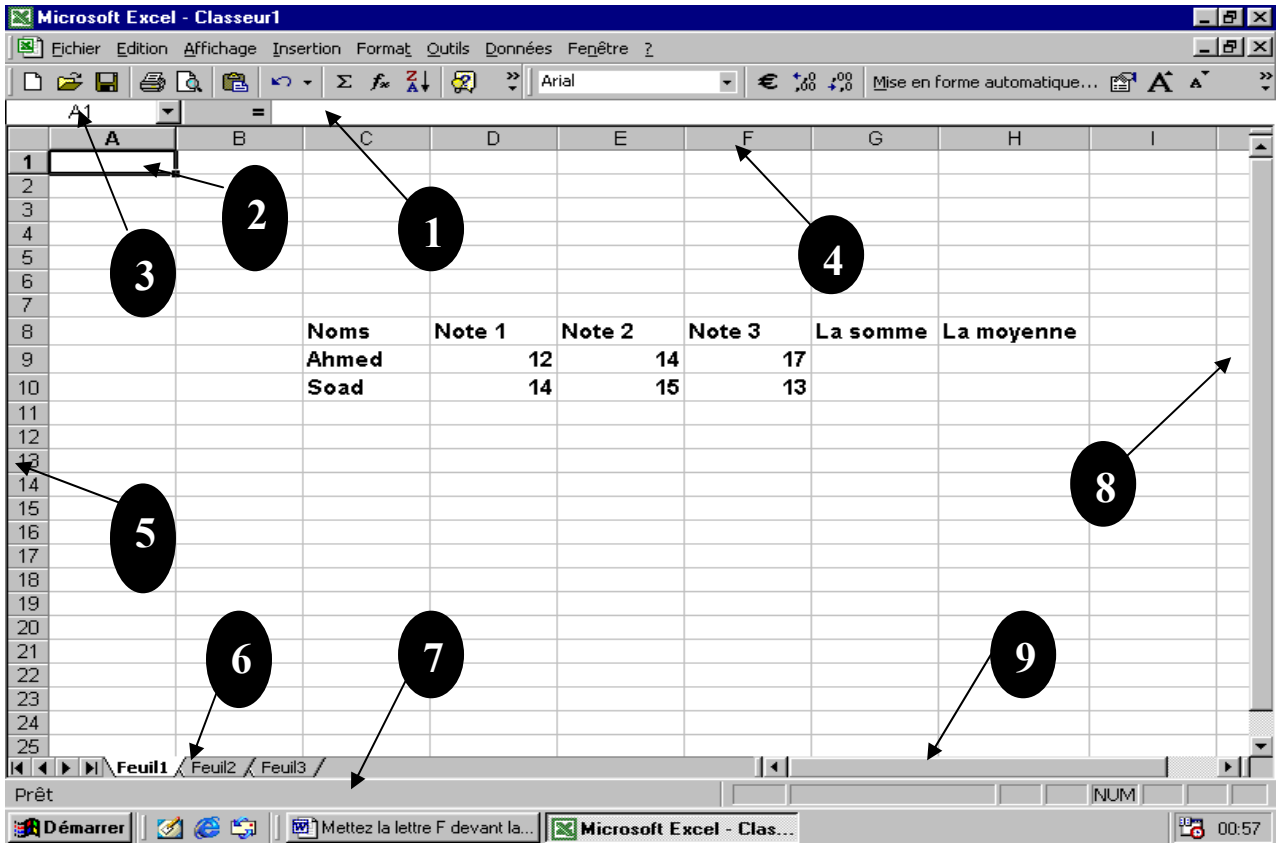 Microsoft Excel - Classeur1
Fichier Edition Affichage Insertion Format Outils Données Fenêtre ?
Σ fx Arial € Mise en forme automatique... A A
A1 =
A B C D E F G H I
1
2
3
4
5
6
7
8 Noms Note 1 Note 2 Note 3 La somme La moyenne
9 Ahmed 12 14 17
10 Soad 14 15 13
11
12
13
14
15
16
17
18
19
20
21
22
23
24
25
2
1
3
4
8
5
6
7
9
Feuil1 Feuil2 Feuil3
Prêt NUM
Démarrer Mettez la lettre F devant la... Microsoft Excel - Clas... 00:57